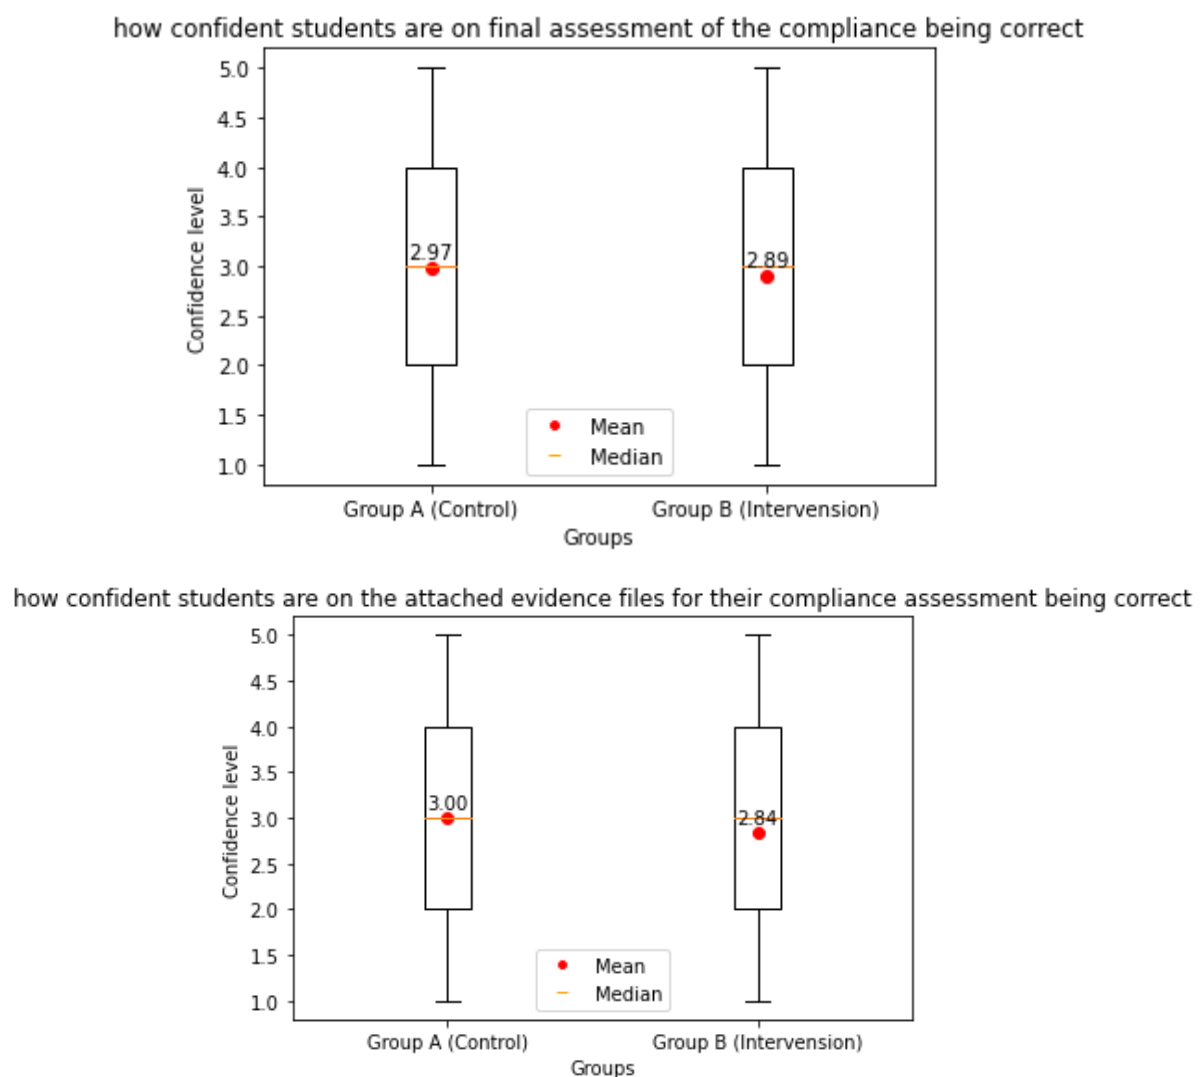 how confident students are on final assessment of the compliance being correct
5.0
4.5
4.0
3.5
3.0
2.5
2.0
1.5
1.0
Confidence level
2.97
2.89
Mean
Median
Group A (Control)
Group B (Intervension)
Groups
how confident students are on the attached evidence files for their compliance assessment being correct
5.0
4.5
4.0
3.5
3.0
2.5
2.0
1.5
1.0
Confidence level
3.00
2.84
Mean
Median
Group A (Control)
Group B (Intervension)
Groups